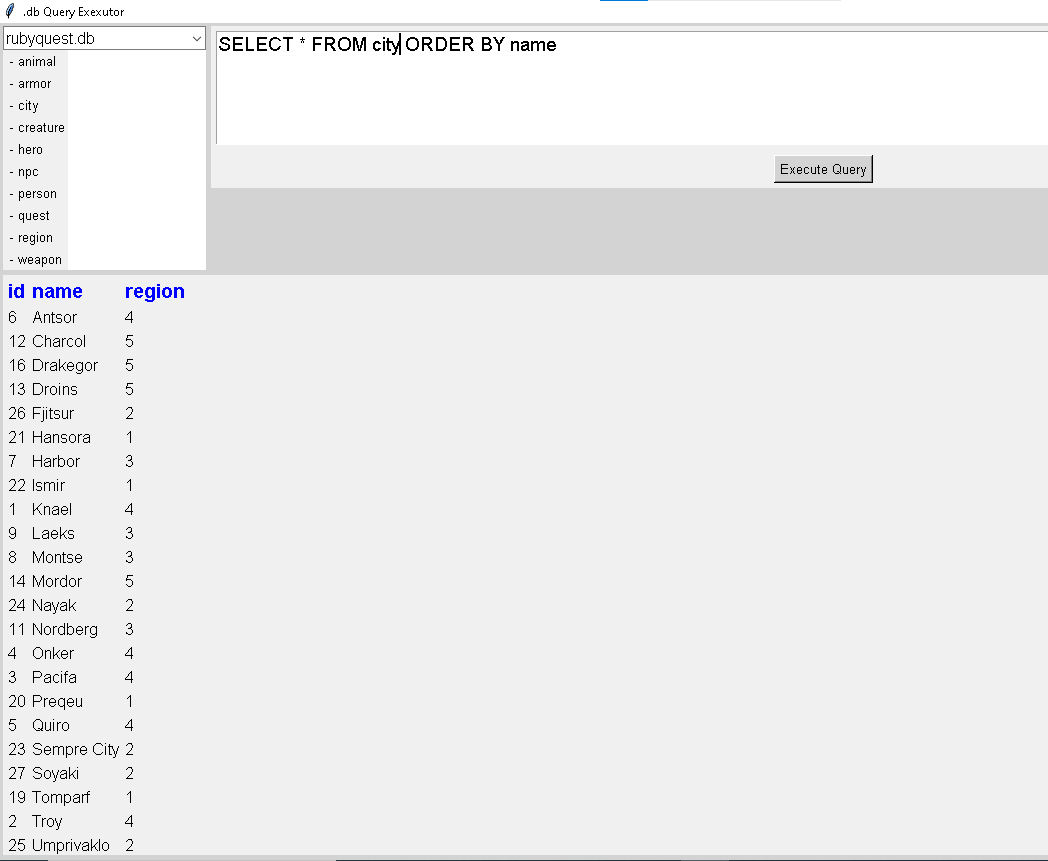 .db Query Exexutor
rubyquest.db
- animal
- armor
- city
- creature
- hero
- npc
- person
- quest
- region
- weapon
SELECT * FROM city ORDER BY name
Execute Query
id name region
6 Antsor 4
12 Charcol 5
16 Drakegor 5
13 Droins 5
26 Fjitsur 2
21 Hansora 1
7 Harbor 3
22 Ismir 1
1 Knael 4
9 Laeks 3
8 Montse 3
14 Mordor 5
24 Nayak 2
11 Nordberg 3
4 Onker 4
3 Pacifa 4
20 Preqeu 1
5 Quiro 4
23 Sempre City 2
27 Soyaki 2
19 Tomparf 1
2 Troy 4
25 Umprivaklo 2